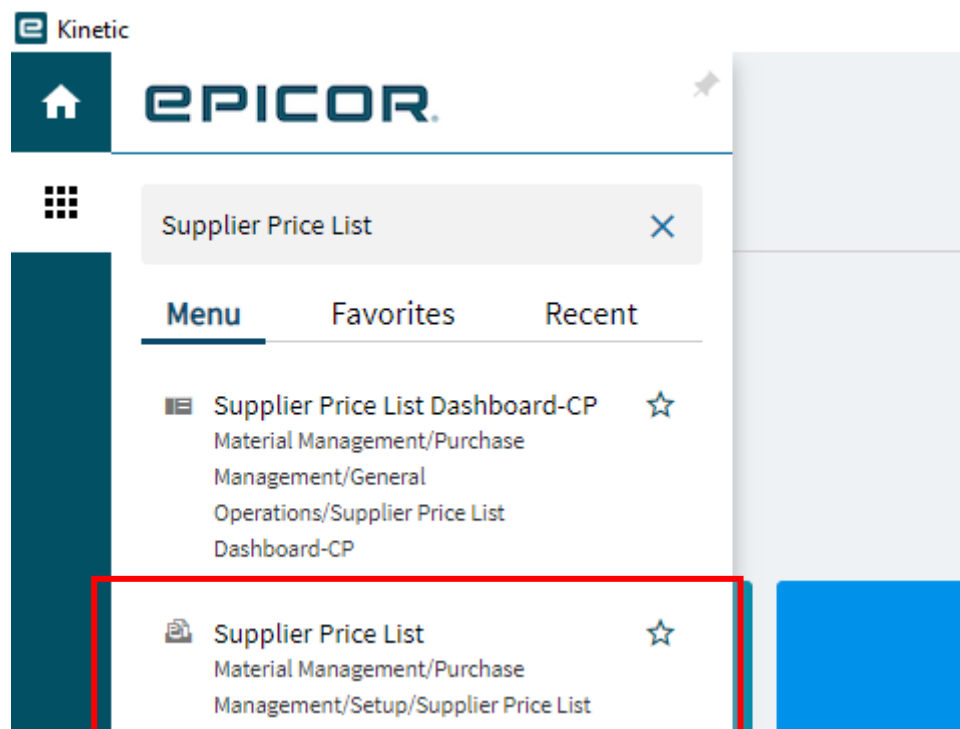 Kinetic
EPICOR.
Supplier Price List
Menu Favorites Recent
Supplier Price List Dashboard-CP
Material Management/Purchase
Management/General
Operations/Supplier Price List
Dashboard-CP
Supplier Price List
Material Management/Purchase
Management/Setup/Supplier Price List